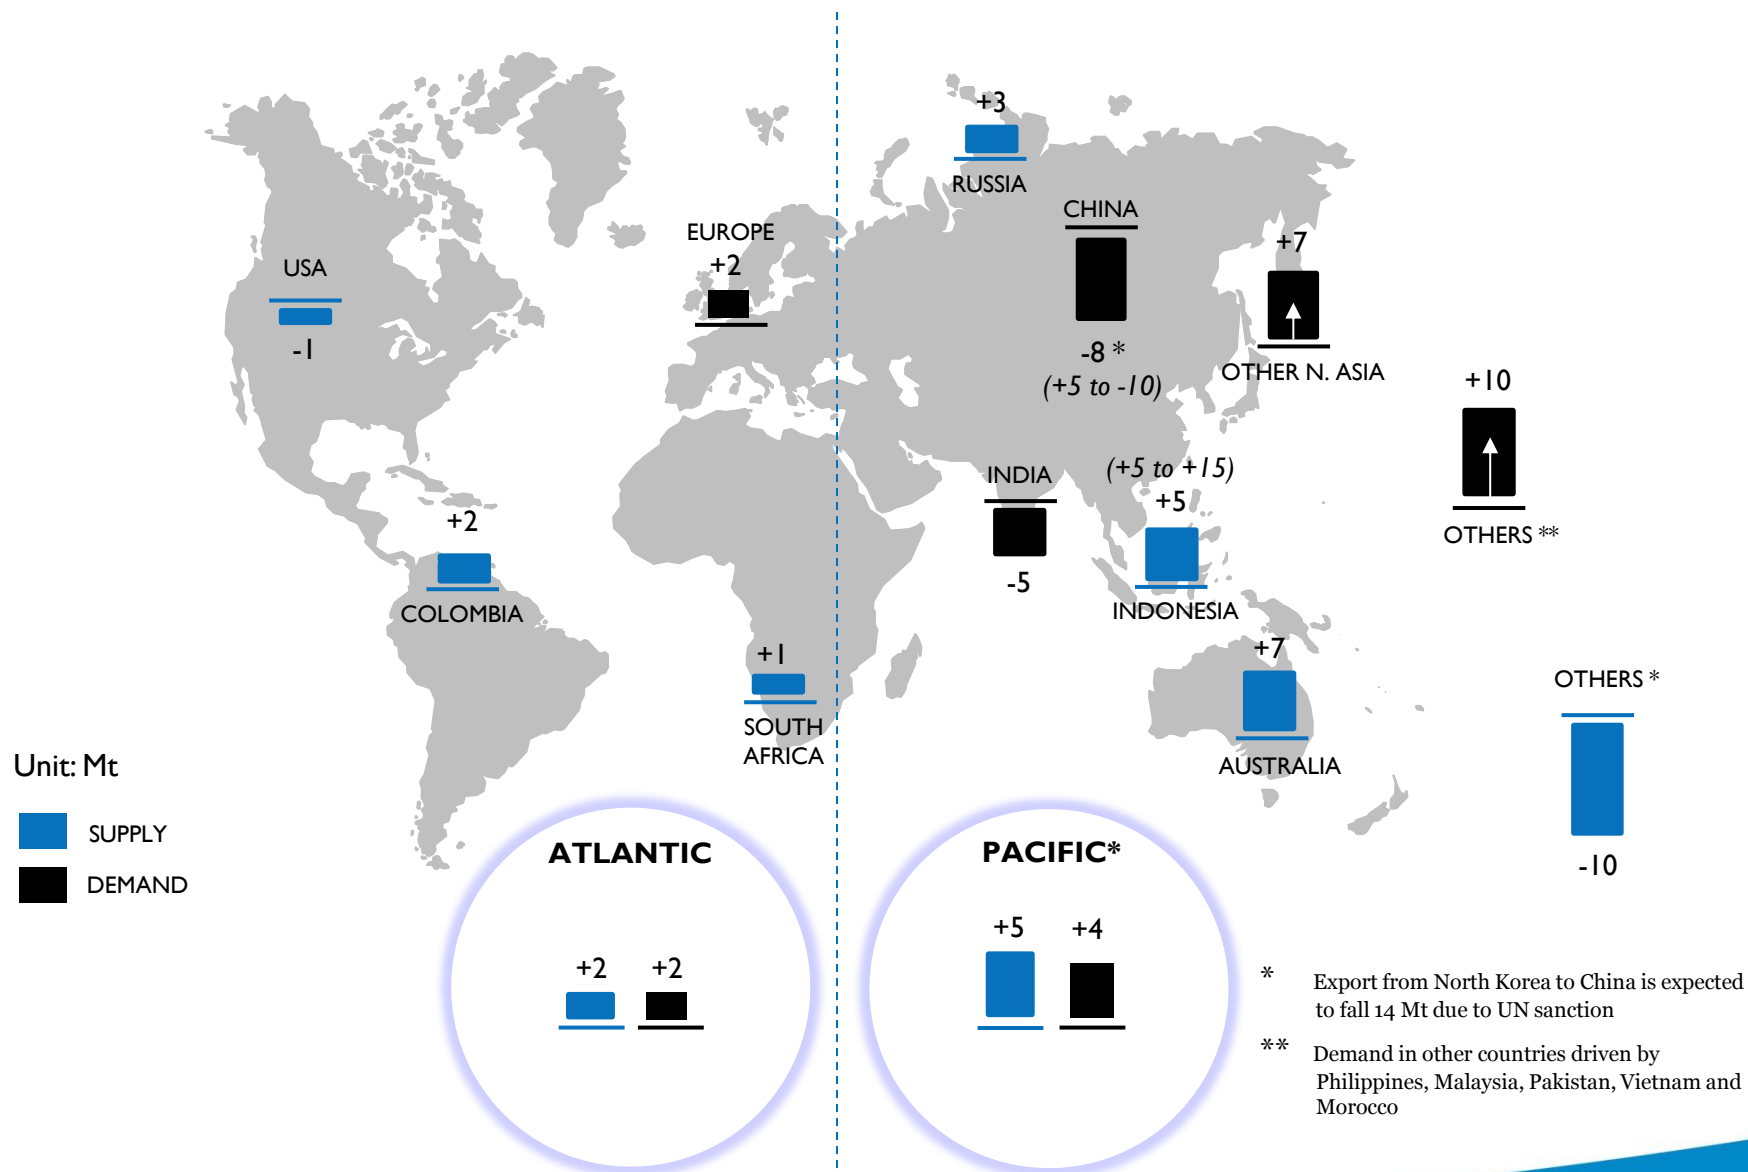 +3
RUSSIA
CHINA
-8 *
(+5 to -10)
+7
OTHER N. ASIA
EUROPE
+2
USA
-1
+10
OTHERS **
INDIA
-5
(+5 to +15)
+5
INDONESIA
+2
COLOMBIA
+1
SOUTH
AFRICA
+7
AUSTRALIA
OTHERS *
-10
Unit: Mt
SUPPLY
DEMAND
ATLANTIC
+2 +2
PACIFIC*
+5 +4
* Export from North Korea to China is expected
to fall 14 Mt due to UN sanction
** Demand in other countries driven by
Philippines, Malaysia, Pakistan, Vietnam and
Morocco